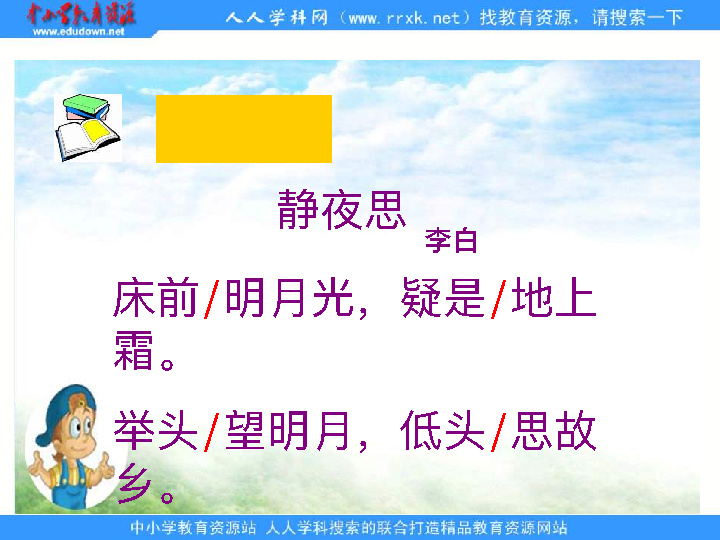 中小学教育资源
www.edudown.net
人人学科网（www.rrxk.net）找教育资源，请搜索一下
静夜思
李白
床前/明月光，疑是/地上
霜。
举头/望明月，低头/思故
乡。
中小学教育资源站 人人学科搜索的联合打造精品教育资源网站